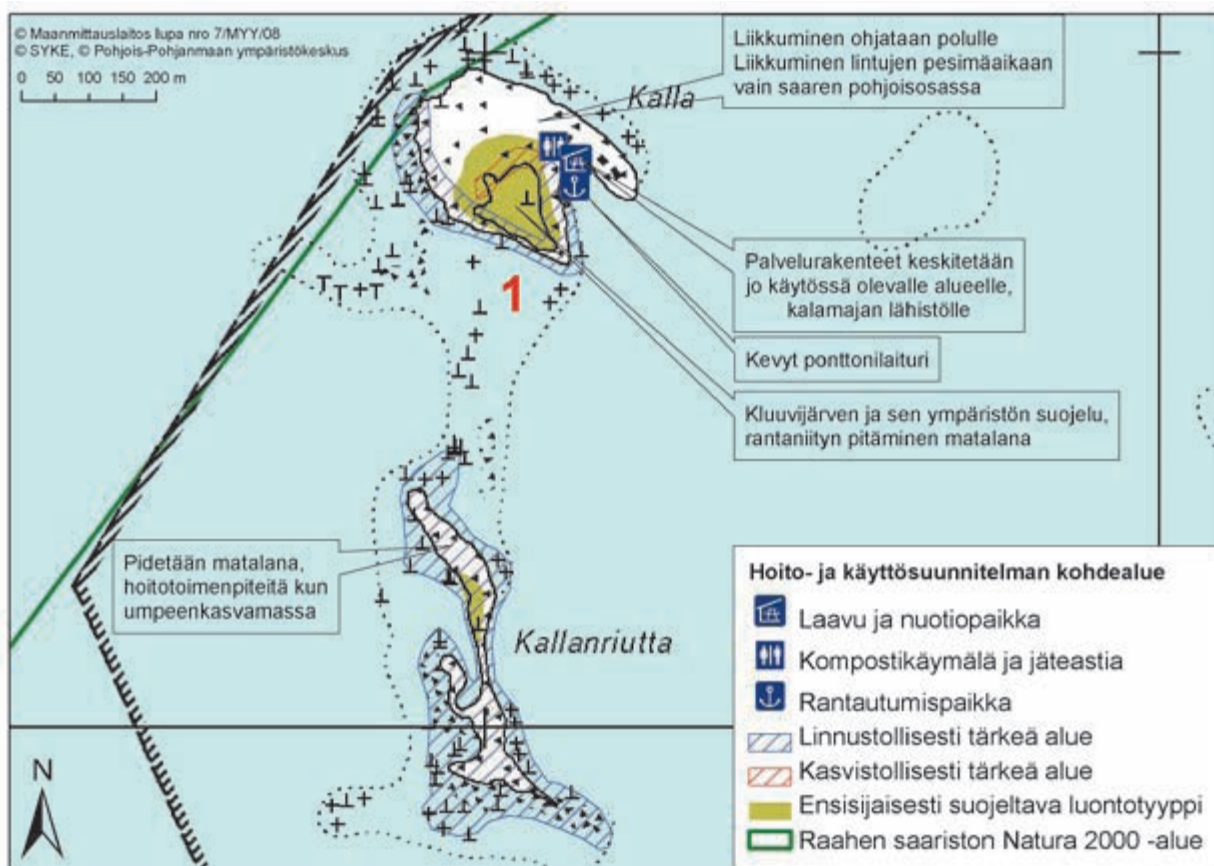 © Maanmittauslaitos lupa nro 7/MYY/08
© SYKE, © Pohjois-Pohjanmaan ympäristökeskus
0 50 100 150 200 m
Liikkuminen ohjataan polulle
Liikkuminen lintujen pesimäaikaan
vain saaren pohjoisosassa
Kalla
Palvelurakenteet keskitetään
jo käytössä olevalle alueelle,
kalamajan lähistölle
1
Kevyt ponttonilaituri
Kluuvijärven ja sen ympäristön suojelu,
rantaniityn pitäminen matalana
Pidetään matalana,
hoitotoimenpiteitä kun
umpeenkasvamassa
Kallanriutta
N
Hoito- ja käyttösuunnitelman kohdealue
Laavu ja nuotiopaikka
Kompostikäymälä ja jäteastia
Rantautumispaikka
Linnustollisesti tärkeä alue
Kasvistollisesti tärkeä alue
Ensisijaisesti suojeltava luontotyyppi
Raahen saariston Natura 2000 -alue